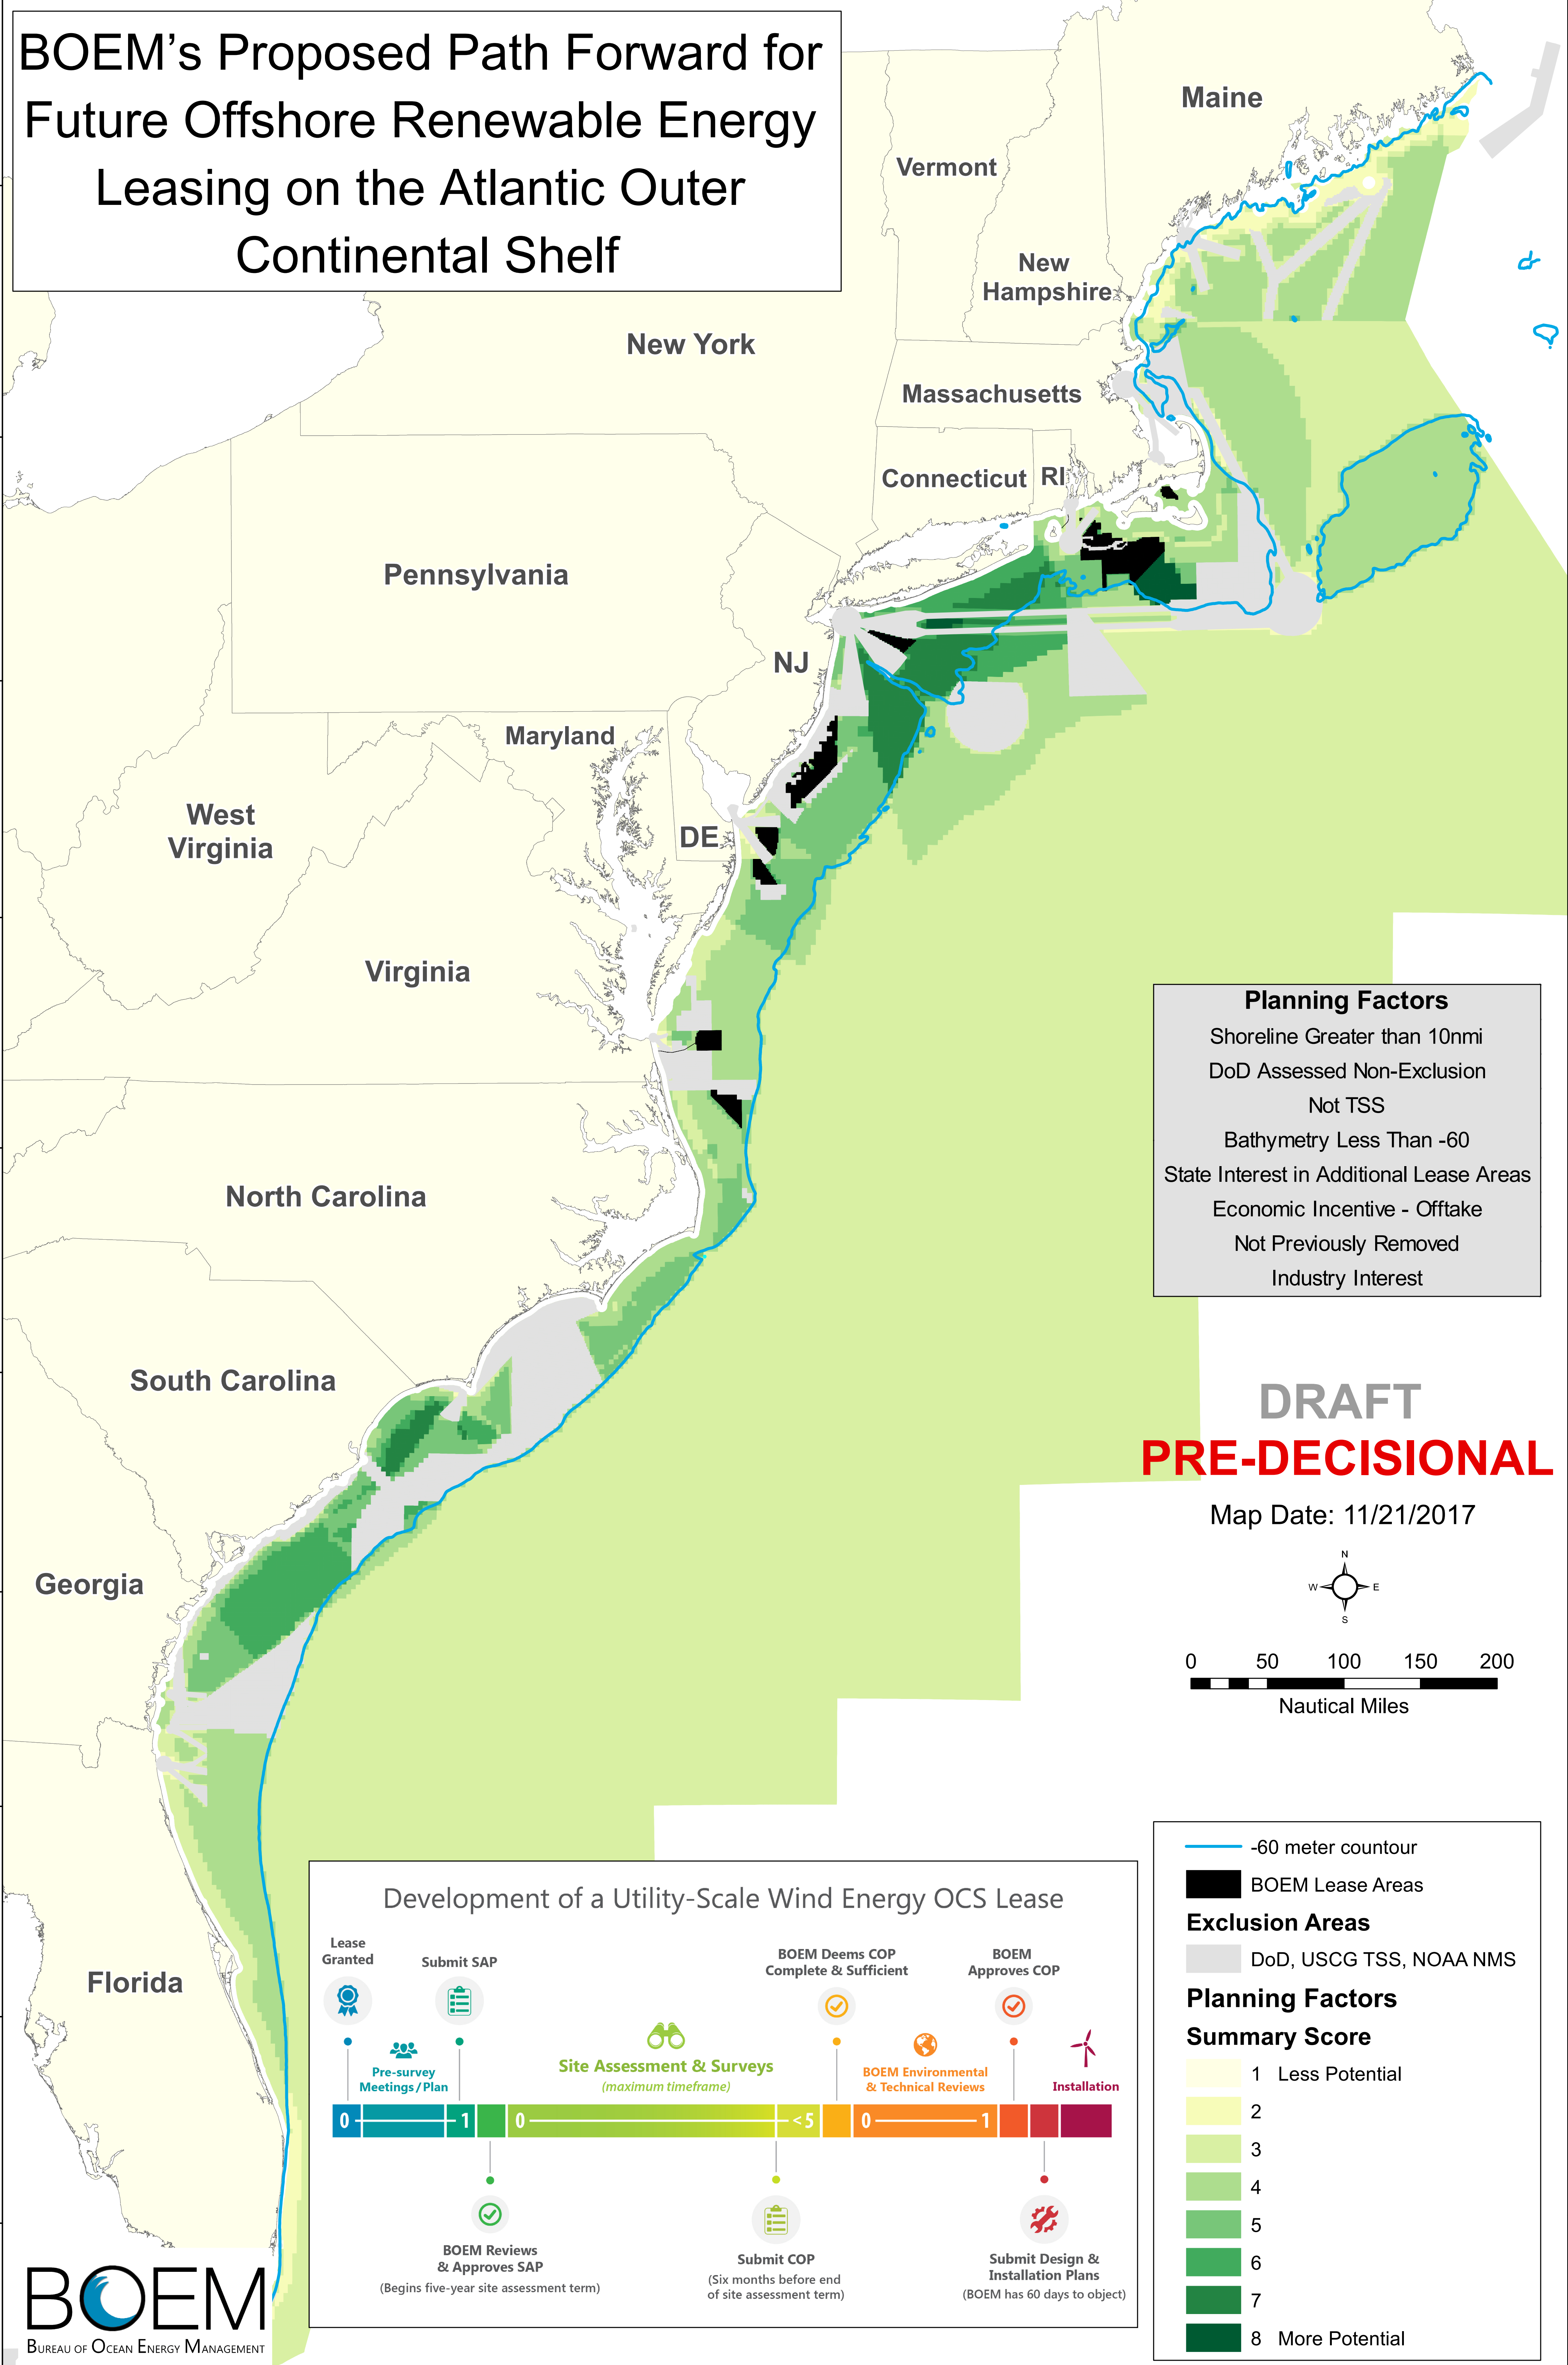 BOEM's Proposed Path Forward for
Future Offshore Renewable Energy
Leasing on the Atlantic Outer
Continental Shelf
Maine
Vermont
New
Hampshire
New York
Massachusetts
Connecticut
RI
Pennsylvania
NJ
Maryland
West
Virginia
DE
Virginia
North Carolina
South Carolina
Georgia
Florida
Planning Factors
Shoreline Greater than 10nmi
DoD Assessed Non-Exclusion
Not TSS
Bathymetry Less Than -60
State Interest in Additional Lease Areas
Economic Incentive - Offtake
Not Previously Removed
Industry Interest
DRAFT
PRE-DECISIONAL
Map Date: 11/21/2017
N
W E
S
0 50 100 150 200
Nautical Miles
-60 meter countour
BOEM Lease Areas
Exclusion Areas
DoD, USCG TSS, NOAA NMS
Planning Factors
Summary Score
1 Less Potential
2
3
4
5
6
7
8 More Potential
Development of a Utility-Scale Wind Energy OCS Lease
Lease
Granted
Submit SAP
BOEM Deems COP
Complete & Sufficient
BOEM
Approves COP
Pre-survey
Meetings/Plan
Site Assessment & Surveys
(maximum timeframe)
BOEM Environmental
& Technical Reviews
Installation
0 1 0 <5 0 1
BOEM Reviews
& Approves SAP
(Begins five-year site assessment term)
Submit COP
(Six months before end
of site assessment term)
Submit Design &
Installation Plans
(BOEM has 60 days to object)
BOEM
BUREAU OF OCEAN ENERGY MANAGEMENT